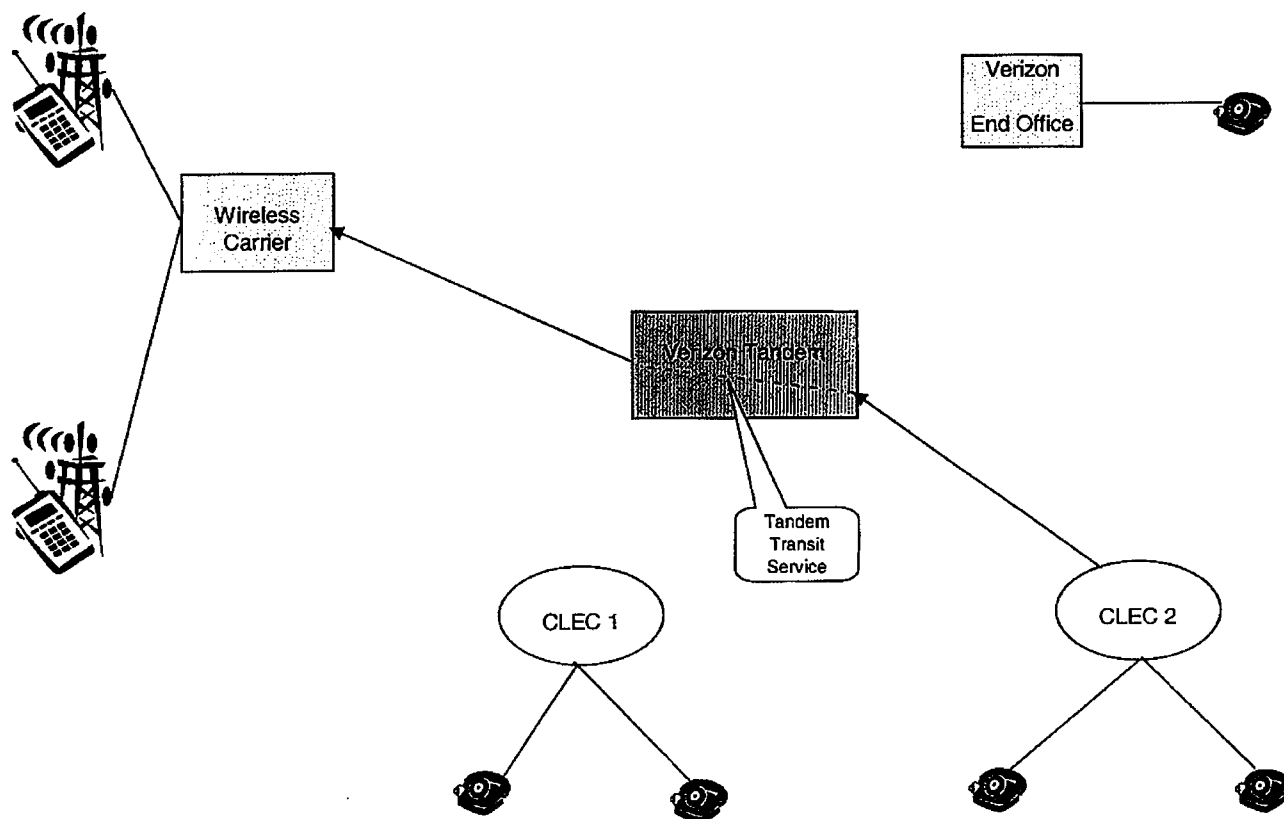 Verizon
End Office
Wireless
Carrier
Verizon Tandem
Tandem
Transit
Service
CLEC 1
CLEC 2